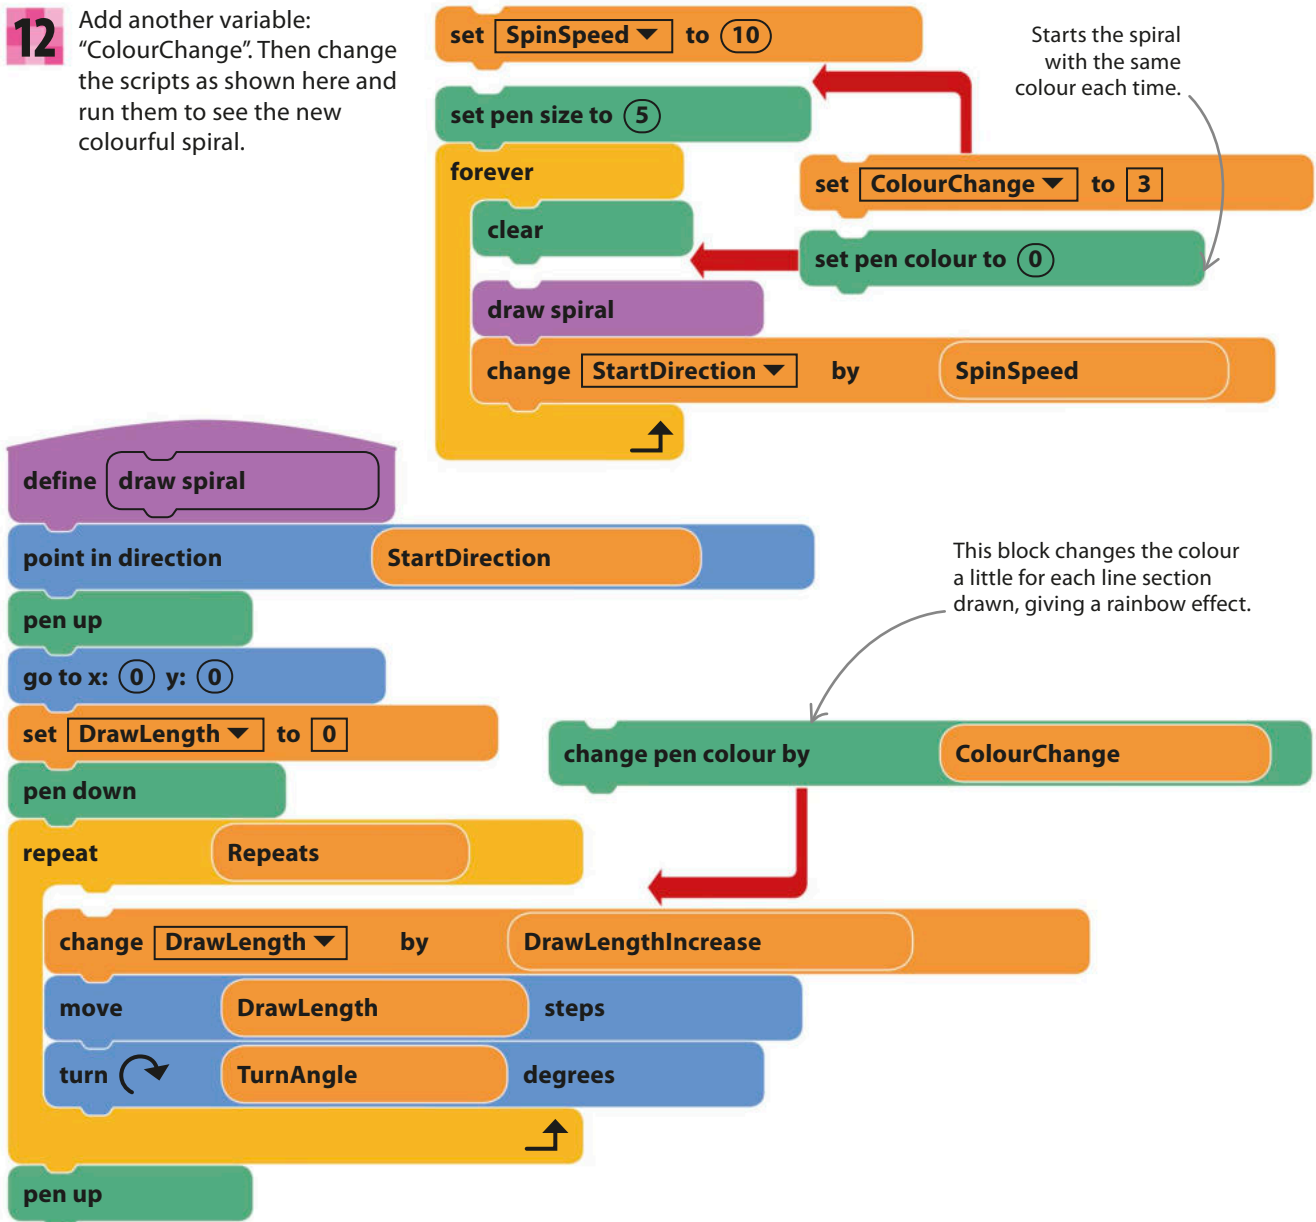 12
Add another variable:
“ColourChange”. Then change
the scripts as shown here and
run them to see the new
colourful spiral.
set SpinSpeed to 10
set pen size to 5
forever
clear
draw spiral
change StartDirection by SpinSpeed
Starts the spiral
with the same
colour each time.
set ColourChange to 3
set pen colour to 0
define draw spiral
point in direction StartDirection
pen up
go to x: 0 y: 0
set DrawLength to 0
pen down
repeat Repeats
change DrawLength by DrawLengthIncrease
move DrawLength steps
turn TurnAngle degrees
pen up
This block changes the colour
a little for each line section
drawn, giving a rainbow effect.
change pen colour by ColourChange